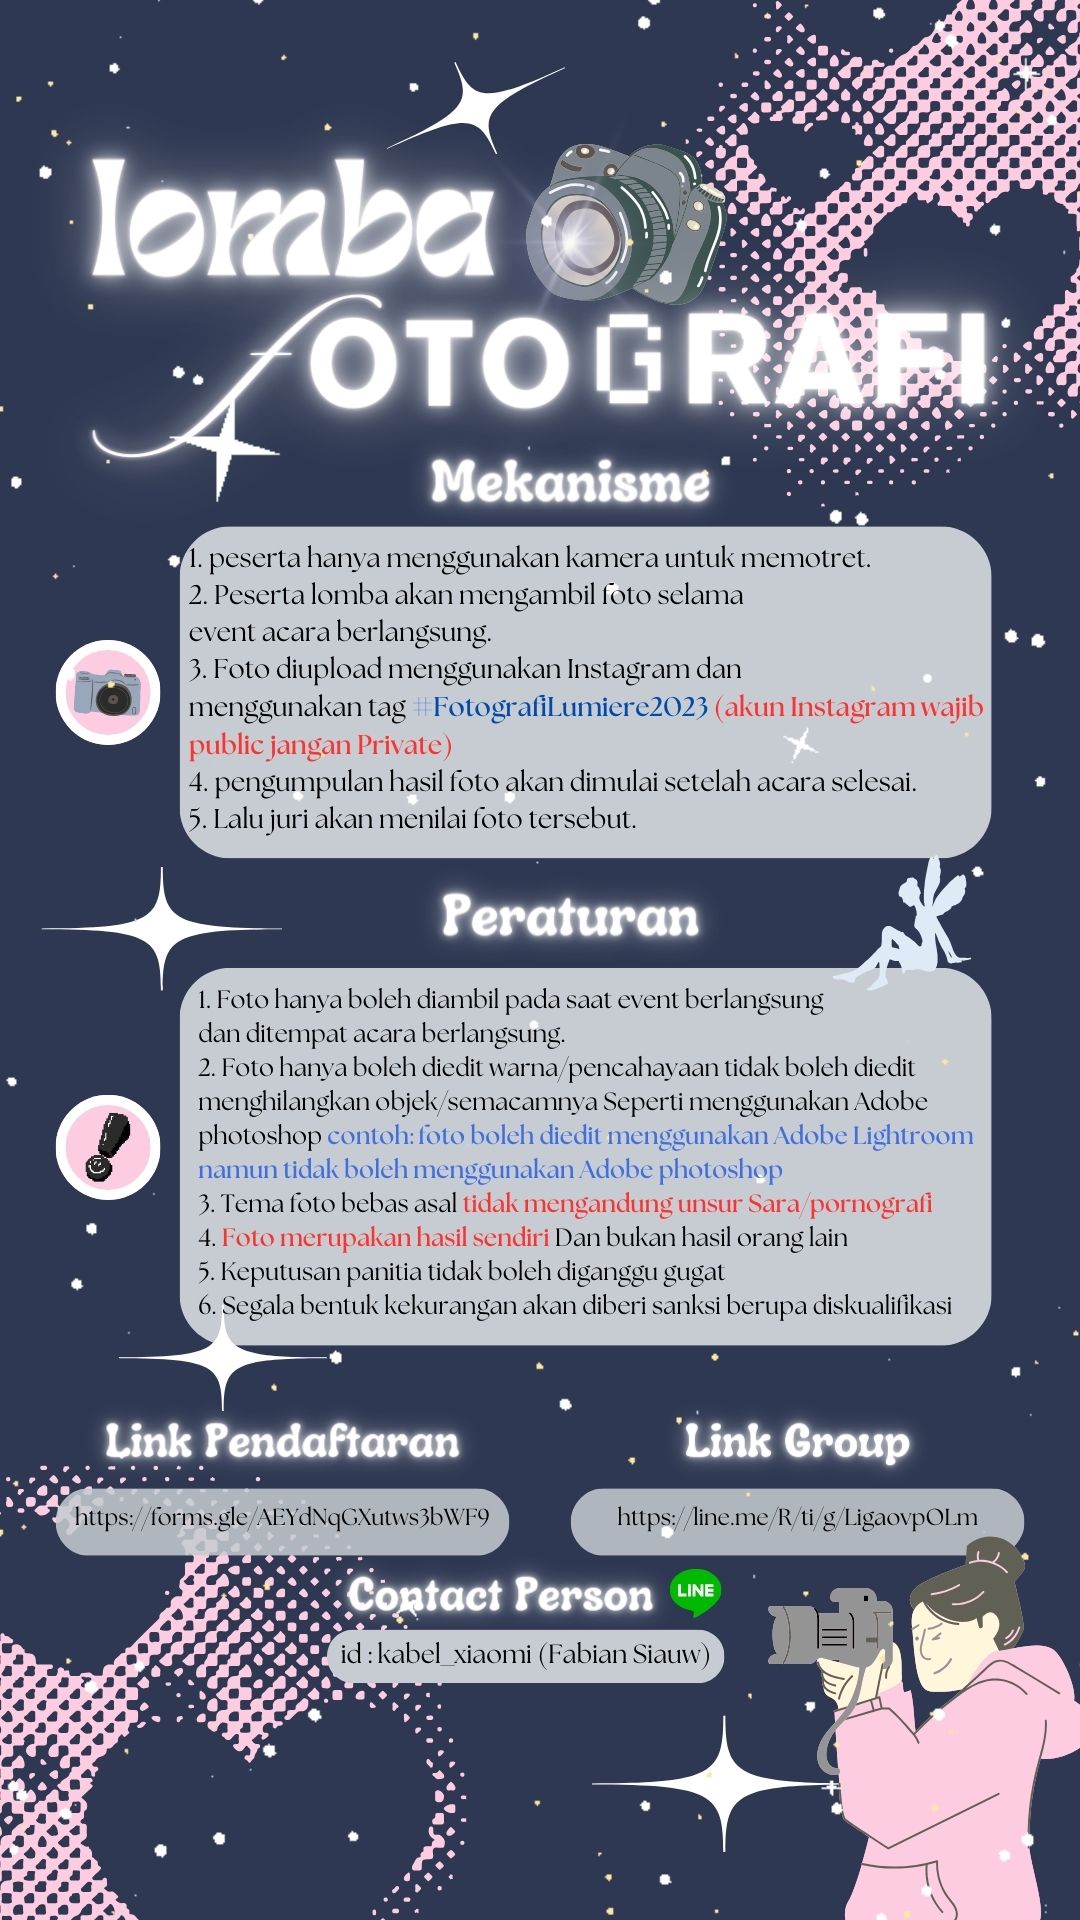 lomba
fOTOGRAFI
Mekanisme
1. peserta hanya menggunakan kamera untuk memotret.
2. Peserta lomba akan mengambil foto selama
event acara berlangsung.
3. Foto diupload menggunakan Instagram dan
menggunakan tag #FotografiLumiere2023 (akun Instagram wajib
public jangan Private)
4. pengumpulan hasil foto akan dimulai setelah acara selesai.
5. Lalu juri akan menilai foto tersebut.
Peraturan
1. Foto hanya boleh diambil pada saat event berlangsung
dan ditempat acara berlangsung.
2. Foto hanya boleh diedit warna/pencahayaan tidak boleh diedit
menghilangkan objek/semacamnya Seperti menggunakan Adobe
photoshop contoh: foto boleh diedit menggunakan Adobe Lightroom
namun tidak boleh menggunakan Adobe photoshop
3. Tema foto bebas asal tidak mengandung unsur Sara/pornografi
4. Foto merupakan hasil sendiri Dan bukan hasil orang lain
5. Keputusan panitia tidak boleh diganggu gugat
6. Segala bentuk kekurangan akan diberi sanksi berupa diskualifikasi
Link Pendaftaran
Link Group
https://forms.gle/AEYdNqGXutws3bWF9
https://line.me/R/ti/g/LigaovpOLm
Contact Person LINE
id : kabel_xiaomi (Fabian Siauw)